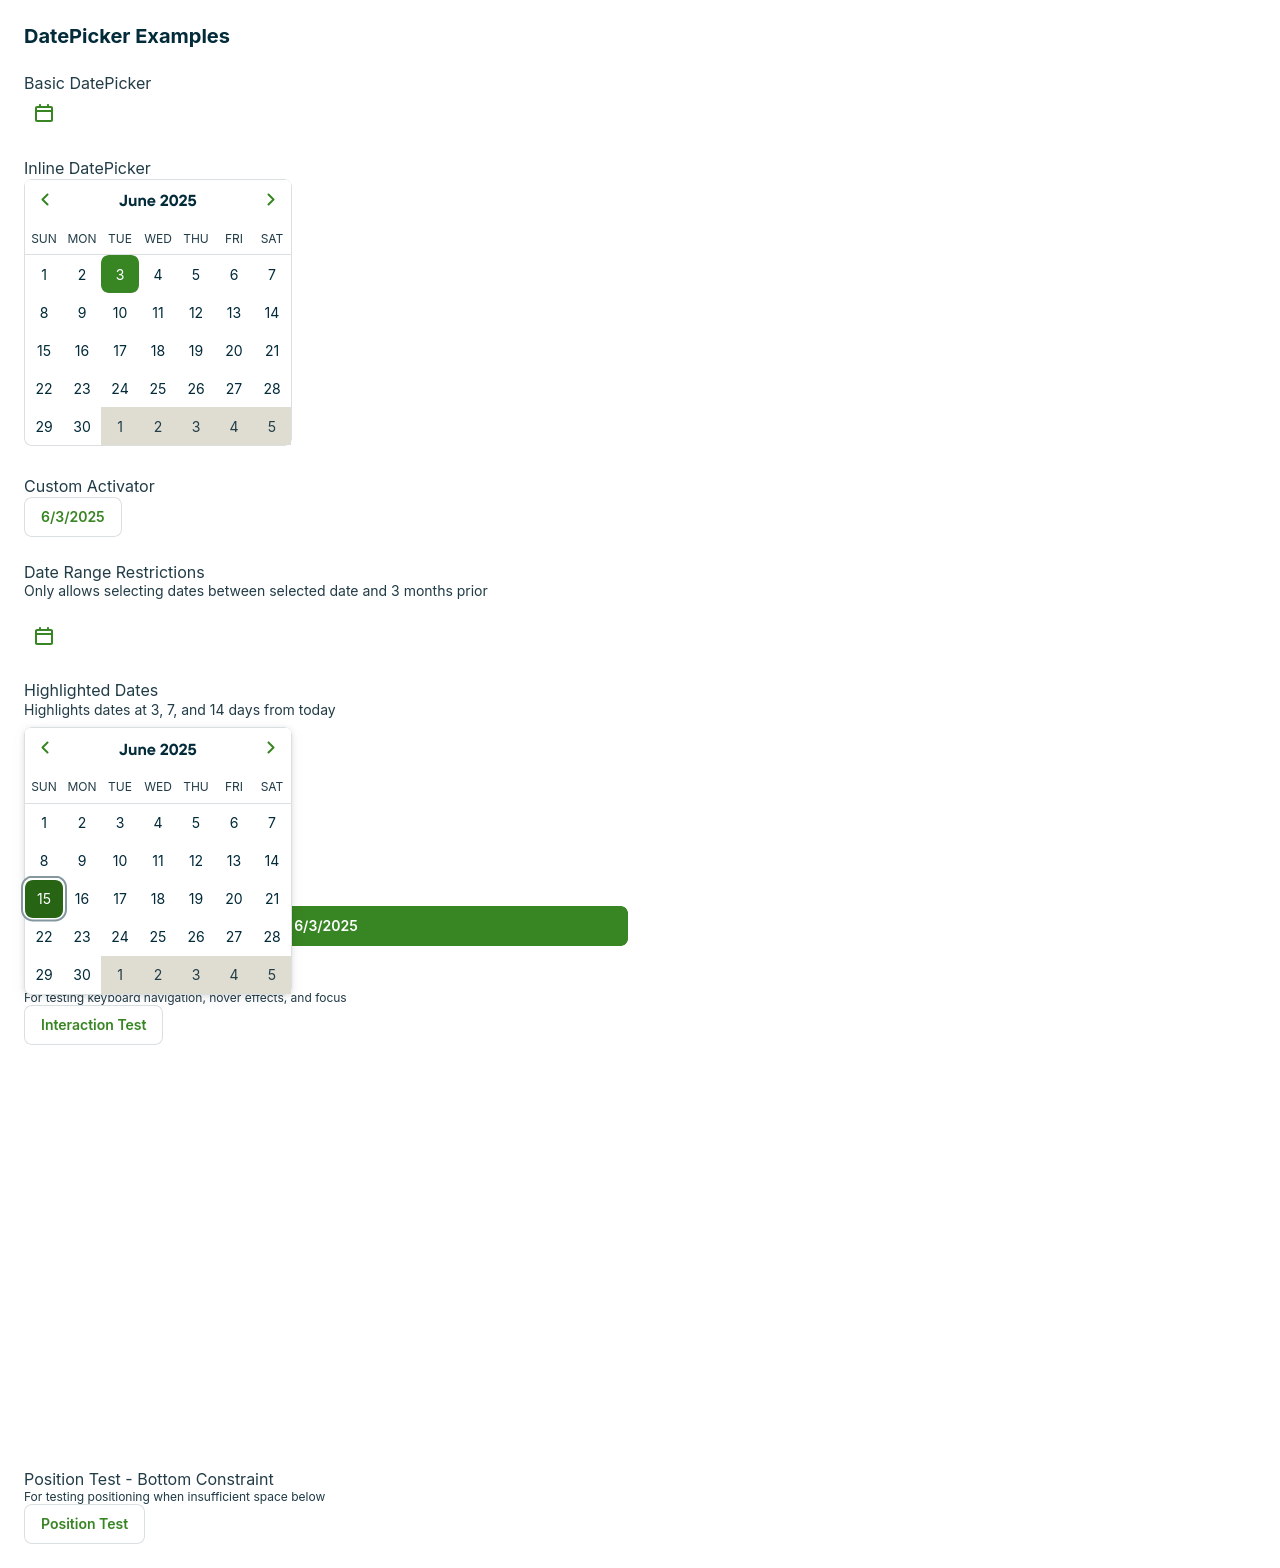 DatePicker Examples
Basic DatePicker
Inline DatePicker
June 2025
SUN MON TUE WED THU FRI SAT
1 2 3 4 5 6 7
8 9 10 11 12 13 14
15 16 17 18 19 20 21
22 23 24 25 26 27 28
29 30 1 2 3 4 5
Custom Activator
6/3/2025
Date Range Restrictions
Only allows selecting dates between selected date and 3 months prior
Highlighted Dates
Highlights dates at 3, 7, and 14 days from today
June 2025
SUN MON TUE WED THU FRI SAT
1 2 3 4 5 6 7
8 9 10 11 12 13 14
15 16 17 18 19 20 21
6/3/2025
22 23 24 25 26 27 28
29 30 1 2 3 4 5
For testing keyboard navigation, hover effects, and focus
Interaction Test
Position Test - Bottom Constraint
For testing positioning when insufficient space below
Position Test